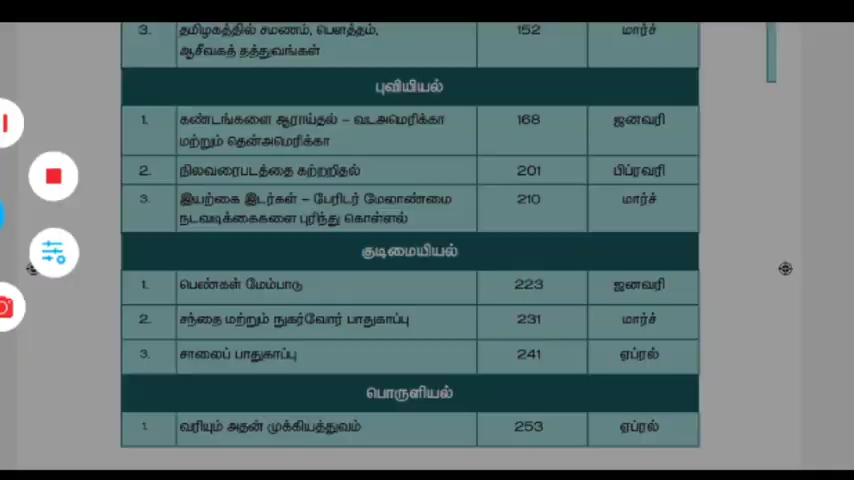 3. தமிழகத்தில் சமணம், பௌத்தம், 152 மார்ச்
ஆசீவகத் தத்துவங்கள்
புவியியல்
1. கண்டங்களை ஆராய்தல் – வடஅமெரிக்கா 168 ஜனவரி
மற்றும் தென்அமெரிக்கா
2. நிலவரைபடத்தை கற்றறிதல் 201 பிப்ரவரி
3. இயற்கை இடர்கள் – பேரிடர் மேலாண்மை 210 மார்ச்
நடவடிக்கைகளை புரிந்து கொள்ளல்
குடிமையியல்
1. பெண்கள் மேம்பாடு 223 ஜனவரி
2. சந்தை மற்றும் நுகர்வோர் பாதுகாப்பு 231 மார்ச்
3. சாலைப் பாதுகாப்பு 241 ஏப்ரல்
பொருளியல்
1. வரியும் அதன் முக்கியத்துவம் 253 ஏப்ரல்